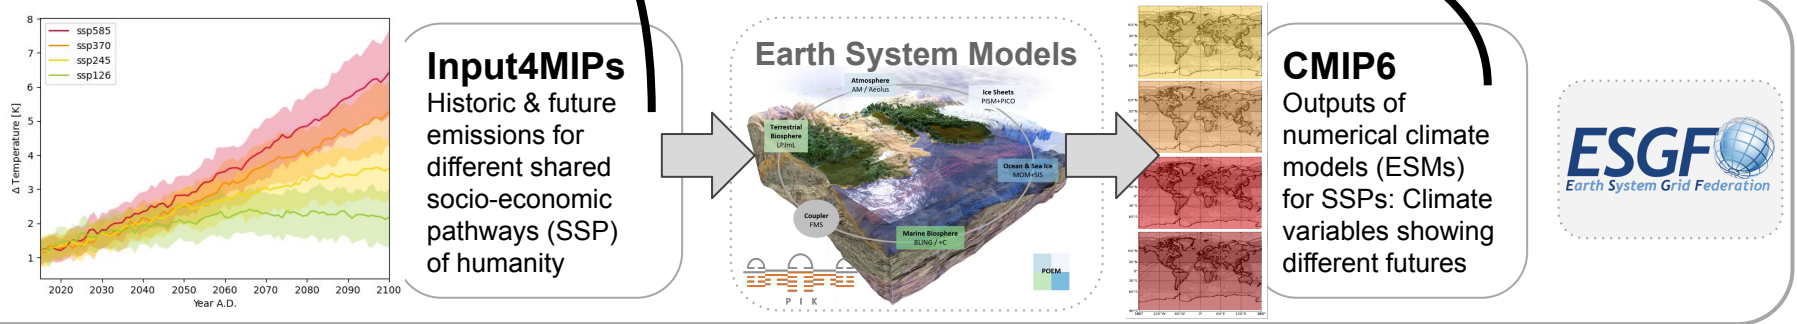 8
7
6
5
4
3
2
1
Δ Temperature [K]
ssp585
ssp370
ssp245
ssp126
2020 2030 2040 2050 2060 2070 2080 2090 2100
Year A.D.
Input4MIPs
Historic & future
emissions for
different shared
socio-economic
pathways (SSP)
of humanity
Earth System Models
Atmosphere
AM / Aeolus
Ice Sheets
PISM+PICO
Terrestrial
Biosphere
LPJmL
Ocean & Sea Ice
MOM+SIS
Coupler
FMS
Marine Biosphere
BLING / +C
P I K
POEM
CMIP6
Outputs of
numerical climate
models (ESMs)
for SSPs: Climate
variables showing
different futures
ESGF
Earth System Grid Federation